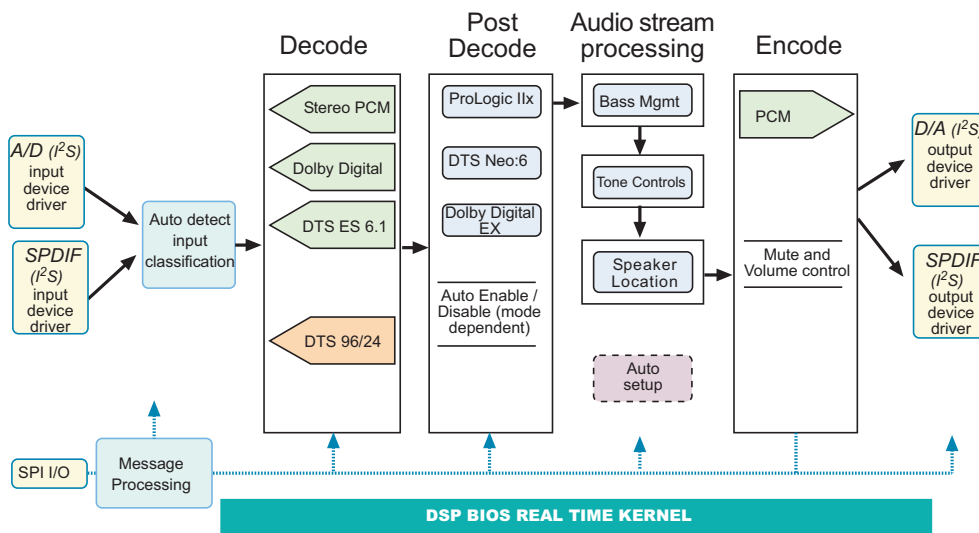 Decode
Post
Decode
Audio stream
processing
Encode
A/D (I²S)
input
device
driver
SPDIF
(I²S)
input
device
driver
Auto detect
input
classification
Stereo PCM
Dolby Digital
DTS ES 6.1
DTS 96/24
ProLogic IIx
DTS Neo:6
Dolby Digital
EX
Auto Enable /
Disable (mode
dependent)
Bass Mgmt
Tone Controls
Speaker
Location
Auto
setup
PCM
Mute and
Volume control
D/A (I²S)
output
device
driver
SPDIF
(I²S)
output
device
driver
SPI I/O
Message
Processing
DSP BIOS REAL TIME KERNEL